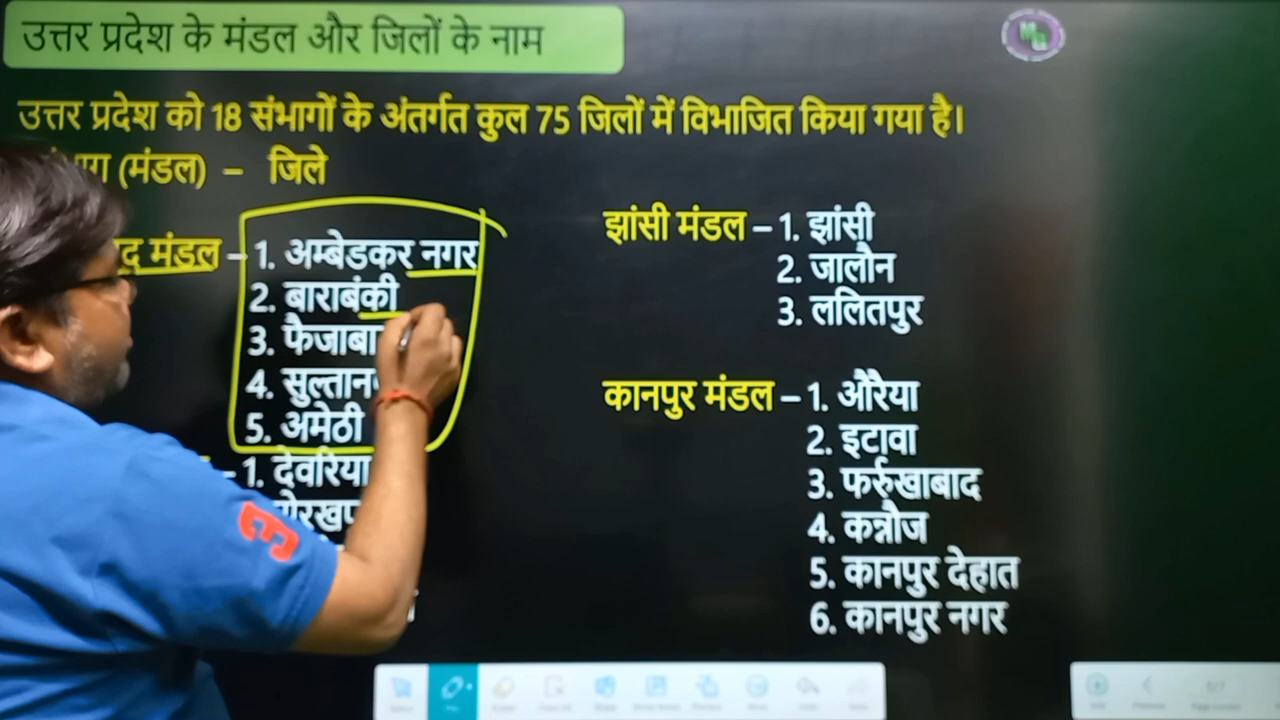 उत्तर प्रदेश के मंडल और जिलों के नाम
उत्तर प्रदेश को 18 संभागों के अंतर्गत कुल 75 जिलों में विभाजित किया गया है।
(मंडल) – जिले
मंडल – 1. अम्बेडकर नगर
2. बाराबंकी
3.
4.
5. अमेठी
– 1. देवरिया
झांसी मंडल – 1. झांसी
2. जालौन
3. ललितपुर
कानपुर मंडल – 1. औरैया
2. इटावा
3. फर्रुखाबाद
4. कन्नौज
5. कानपुर देहात
6. कानपुर नगर